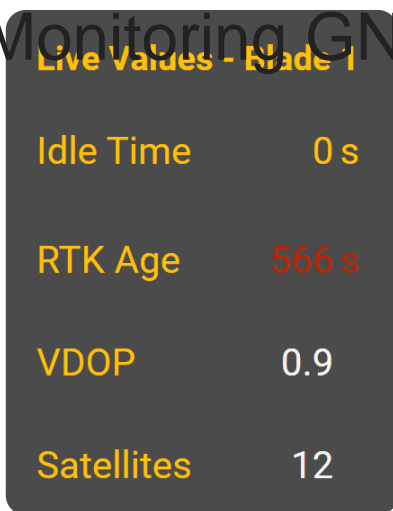 Monitoring GN
Live Values - Blade 1
Idle Time 0 s
RTK Age 566 s
VDOP 0.9
Satellites 12